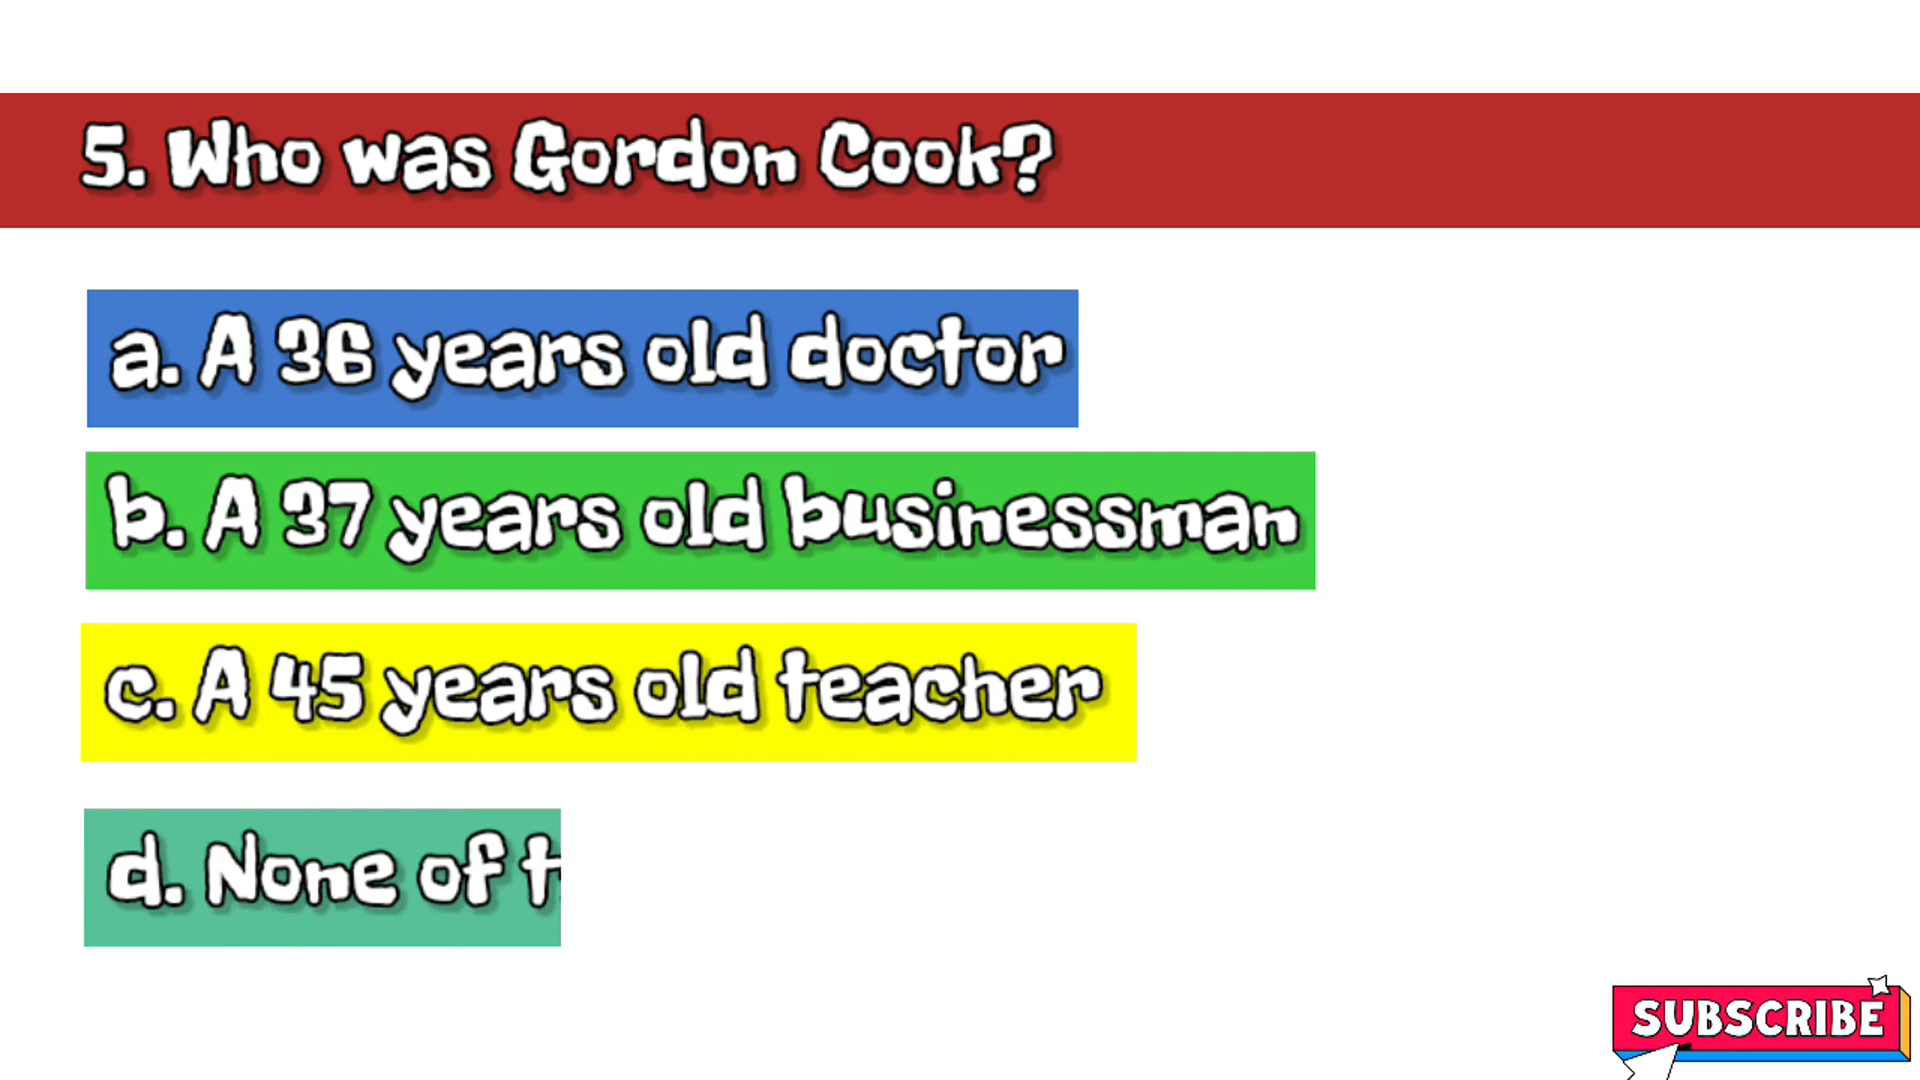 5. Who was Gordon Cook?
a. A 36 years old doctor
b. A 37 years old businessman
c. A 45 years old teacher
d. None of t
SUBSCRIBE